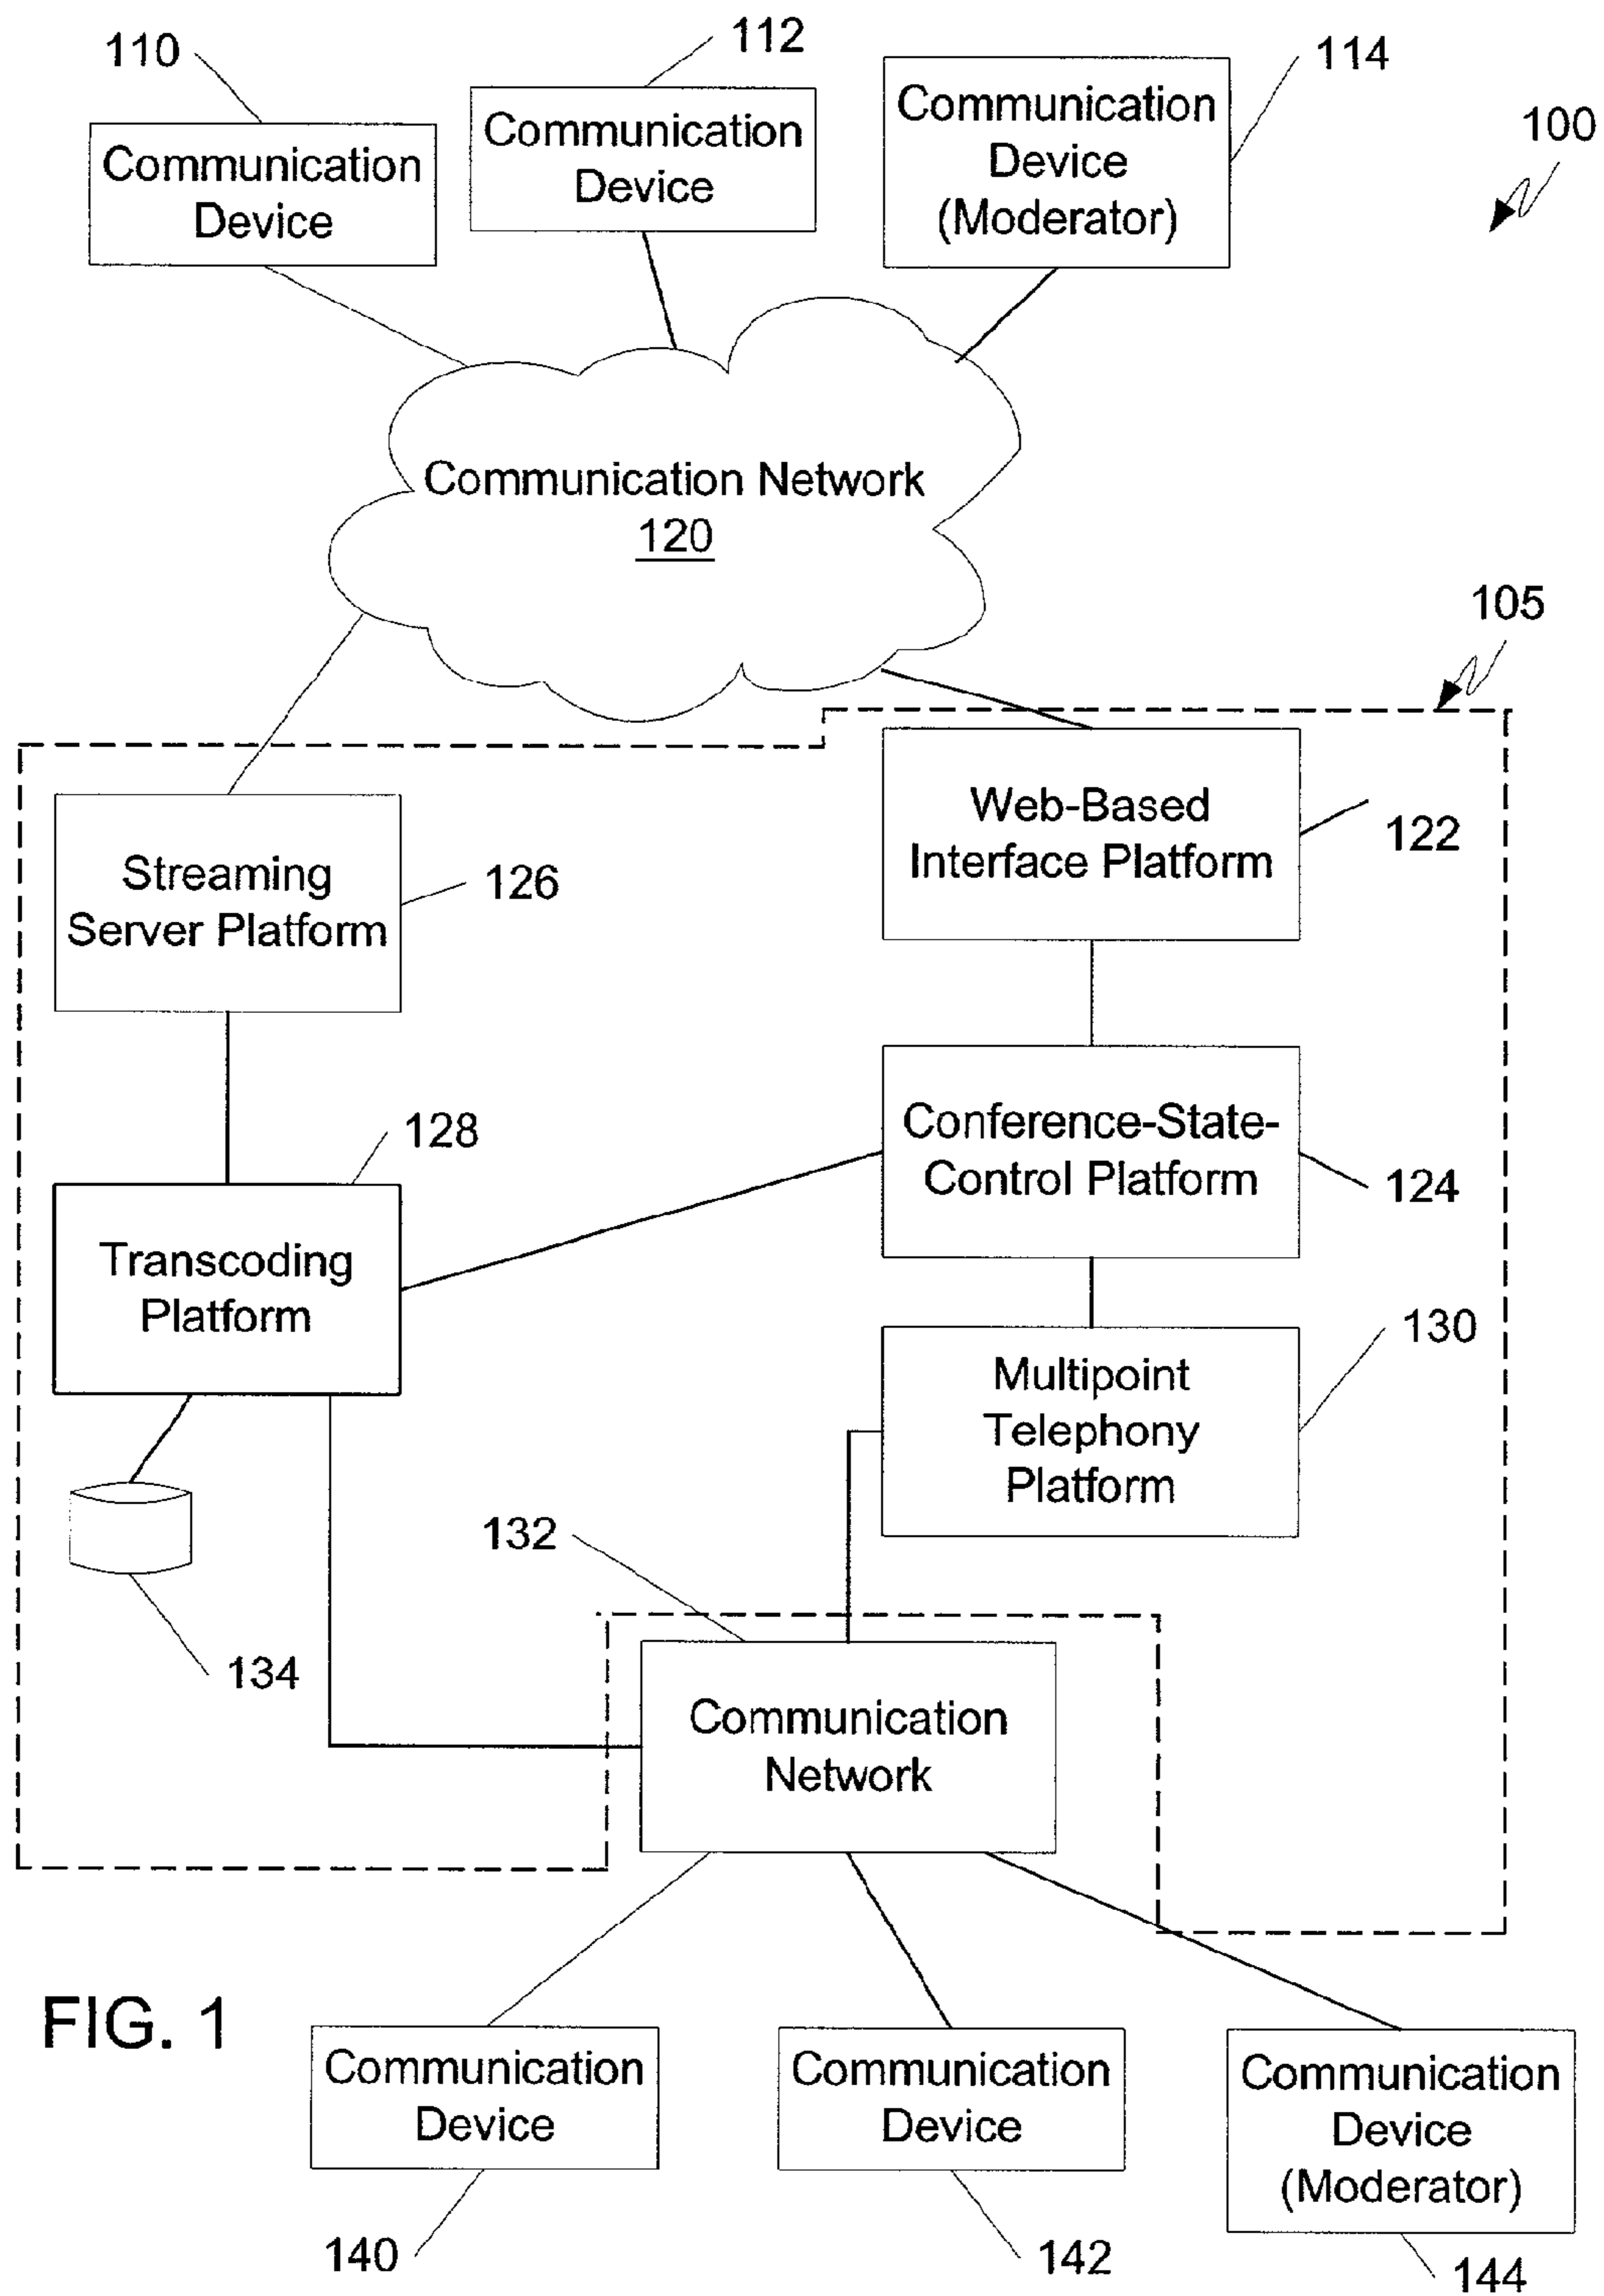 110
112
114
Communication
Device
Communication
Device
Communication
Device
(Moderator)
100
Communication Network
120
105
Web-Based
Interface Platform
122
Streaming
Server Platform
126
Conference-State-
Control Platform
124
128
Transcoding
Platform
Multipoint
Telephony
Platform
130
132
134
Communication
Network
FIG. 1
Communication
Device
Communication
Device
Communication
Device
(Moderator)
140
142
144